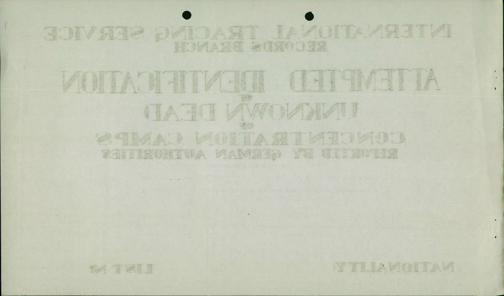 INTERNATIONAL TRACING SERVICE
RECORDS BRANCH
ATTEMPTED IDENTIFICATION
OF
UNKNOWN DEAD
OF
CONCENTRATION CAMPS
REPORTED BY GERMAN AUTHORITIES
NATIONALITY LIST Nº